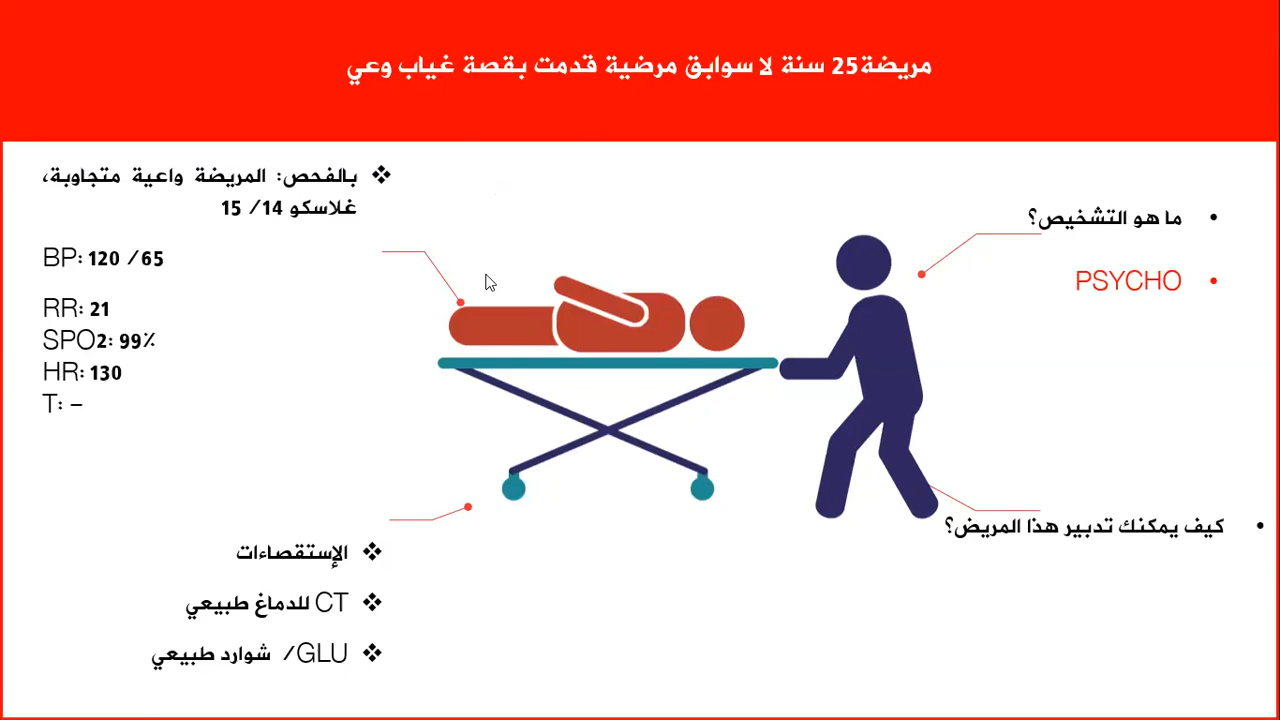 مريضة25 سنة لا سوابق مرضية قدمت بقصة غياب وعي
❖ بالفحص: المريضة واعية متجاوبة،
غلاسكو 14/ 15
BP: 120 /65
RR: 21
SPO2: 99٪
HR: 130
T: –
• ما هو التشخيص؟
• PSYCHO
• كيف يمكنك تدبير هذا المريض؟
❖ الإستقصاءات
❖ CT للدماغ طبيعي
❖ GLU/ شوارد طبيعي